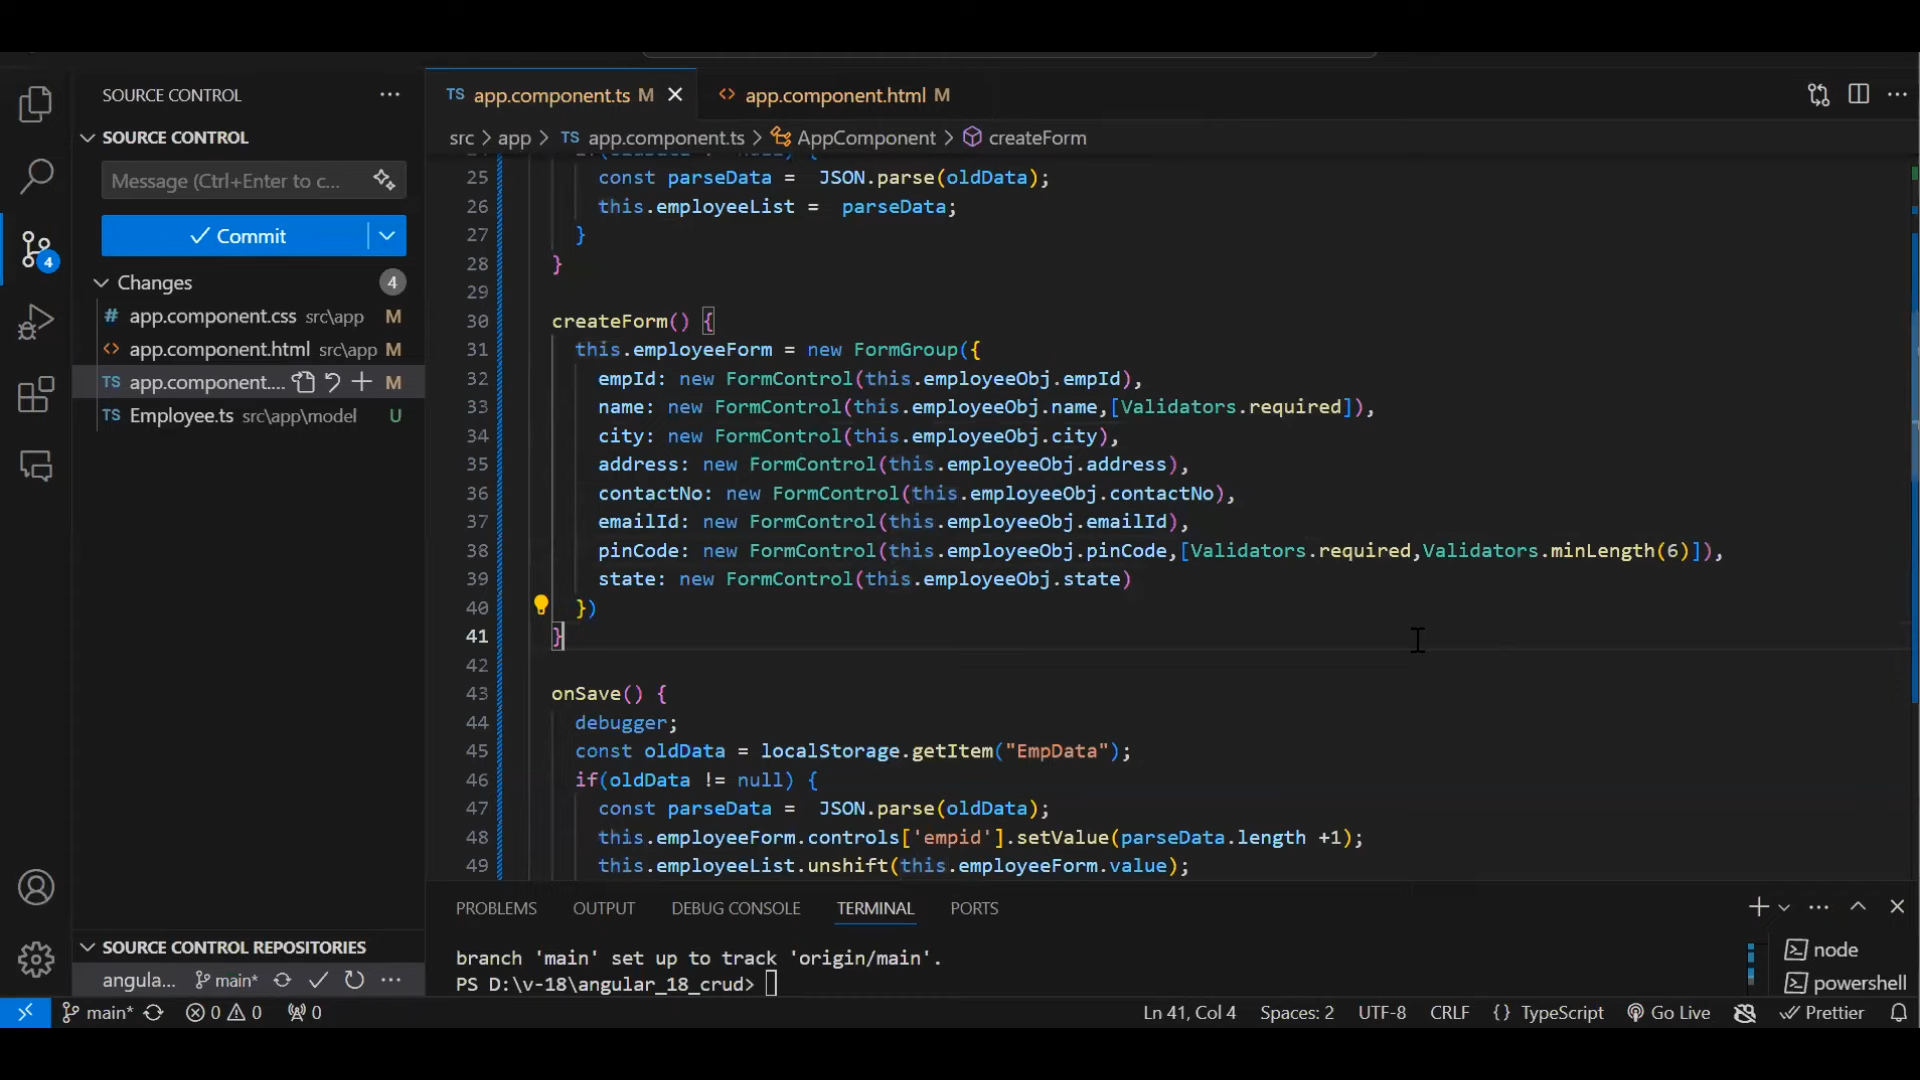 SOURCE CONTROL
SOURCE CONTROL
Message (Ctrl+Enter to c...
Commit
Changes 4
app.component.css src\app M
app.component.html src\app M
TS app.component.... M
TS Employee.ts src\app\model U
4
SOURCE CONTROL REPOSITORIES
angula... main*
TS app.component.ts M
app.component.html M
src > app > TS app.component.ts > AppComponent > createForm
25 const parseData =  JSON.parse(oldData);
26 this.employeeList =  parseData;
27 }
28 }
29
30 createForm() {
31 this.employeeForm = new FormGroup({
32 empId: new FormControl(this.employeeObj.empId),
33 name: new FormControl(this.employeeObj.name,[Validators.required]),
34 city: new FormControl(this.employeeObj.city),
35 address: new FormControl(this.employeeObj.address),
36 contactNo: new FormControl(this.employeeObj.contactNo),
37 emailId: new FormControl(this.employeeObj.emailId),
38 pinCode: new FormControl(this.employeeObj.pinCode,[Validators.required,Validators.minLength(6)]),
39 state: new FormControl(this.employeeObj.state)
40 })
41 }
42
43 onSave() {
44 debugger;
45 const oldData = localStorage.getItem("EmpData");
46 if(oldData != null) {
47 const parseData =  JSON.parse(oldData);
48 this.employeeForm.controls['empid'].setValue(parseData.length +1);
49 this.employeeList.unshift(this.employeeForm.value);
PROBLEMS OUTPUT DEBUG CONSOLE TERMINAL PORTS
branch 'main' set up to track 'origin/main'.
PS D:\v-18\angular_18_crud>
node
powershell
main* 0 0 0 Ln 41, Col 4 Spaces: 2 UTF-8 CRLF {} TypeScript Go Live Prettier